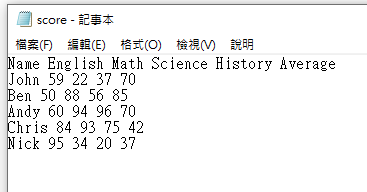 score - 記事本
檔案(F) 編輯(E) 格式(O) 檢視(V) 說明
Name English Math Science History Average
John 59 22 37 70
Ben 50 88 56 85
Andy 60 94 96 70
Chris 84 93 75 42
Nick 95 34 20 37